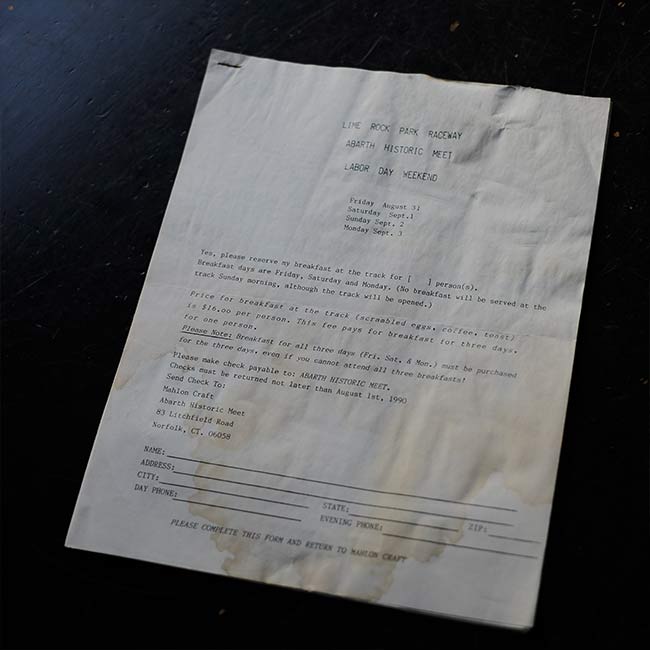 LIME ROCK PARK RACEWAY
ABARTH HISTORIC MEET
LABOR DAY WEEKEND
Friday August 31
Saturday Sept.1
Sunday Sept. 2
Monday Sept. 3
Yes, please reserve my breakfast at the track for [ ] person(s).
Breakfast days are Friday, Saturday and Monday. (No breakfast will be served at the
track Sunday morning, although the track will be opened.)
Price for breakfast at the track (scrambled eggs, coffee, toast)
is $16.00 per person. This fee pays for breakfast for three days.
for one person.
Please Note: Breakfast for all three days (Fri. Sat. & Mon.) must be purchased
for the three days, even if you cannot attend all three breakfasts!
Please make check payable to: ABARTH HISTORIC MEET.
Checks must be returned not later than August 1st, 1990
Send Check To:
Mahlon Craft
Abarth Historic Meet
83 Litchfield Road
Norfolk, CT. 06058
NAME:
ADDRESS:
CITY: STATE: ZIP:
DAY PHONE: EVENING PHONE:
PLEASE COMPLETE THIS FORM AND RETURN TO MAHLON CRAFT